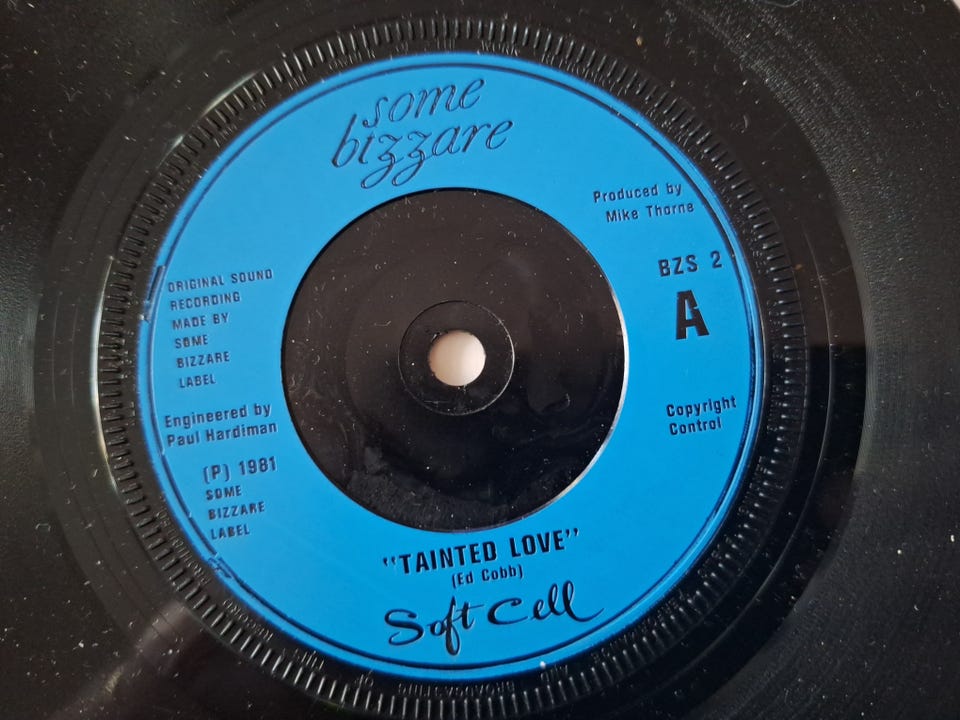 some
bizzare
Produced by
Mike Thorne
BZS 2
A
ORIGINAL SOUND
RECORDING
MADE BY
SOME
BIZZARE
LABEL
Engineered by
Paul Hardiman
Copyright
Control
(P) 1981
SOME
BIZZARE
LABEL
"TAINTED LOVE"
(Ed Cobb)
Soft Cell